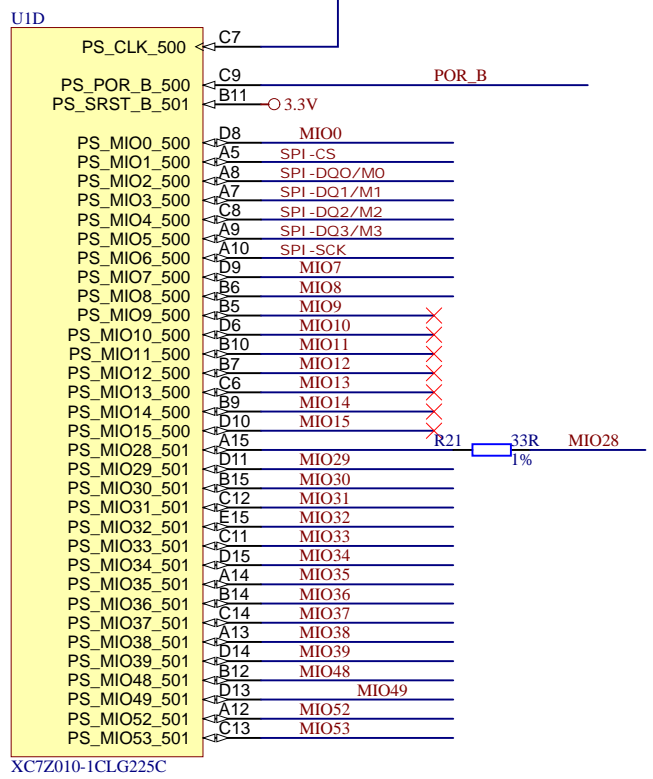 U1D
PS_CLK_500 C7
PS_POR_B_500 C9 POR_B
PS_SRST_B_501 B11 3.3V
PS_MIO0_500 D8 MIO0
PS_MIO1_500 A5 SPI-CS
PS_MIO2_500 A8 SPI-DQ0/M0
PS_MIO3_500 A7 SPI-DQ1/M1
PS_MIO4_500 C8 SPI-DQ2/M2
PS_MIO5_500 A9 SPI-DQ3/M3
PS_MIO6_500 A10 SPI-SCK
PS_MIO7_500 D9 MIO7
PS_MIO8_500 B6 MIO8
PS_MIO9_500 B5 MIO9
PS_MIO10_500 D6 MIO10
PS_MIO11_500 B10 MIO11
PS_MIO12_500 B7 MIO12
PS_MIO13_500 C6 MIO13
PS_MIO14_500 B9 MIO14
PS_MIO15_500 D10 MIO15
PS_MIO28_501 A15 R21 33R 1% MIO28
PS_MIO29_501 D11 MIO29
PS_MIO30_501 B15 MIO30
PS_MIO31_501 C12 MIO31
PS_MIO32_501 E15 MIO32
PS_MIO33_501 C11 MIO33
PS_MIO34_501 D15 MIO34
PS_MIO35_501 A14 MIO35
PS_MIO36_501 B14 MIO36
PS_MIO37_501 C14 MIO37
PS_MIO38_501 A13 MIO38
PS_MIO39_501 D14 MIO39
PS_MIO48_501 B12 MIO48
PS_MIO49_501 D13 MIO49
PS_MIO52_501 A12 MIO52
PS_MIO53_501 C13 MIO53
XC7Z010-1CLG225C